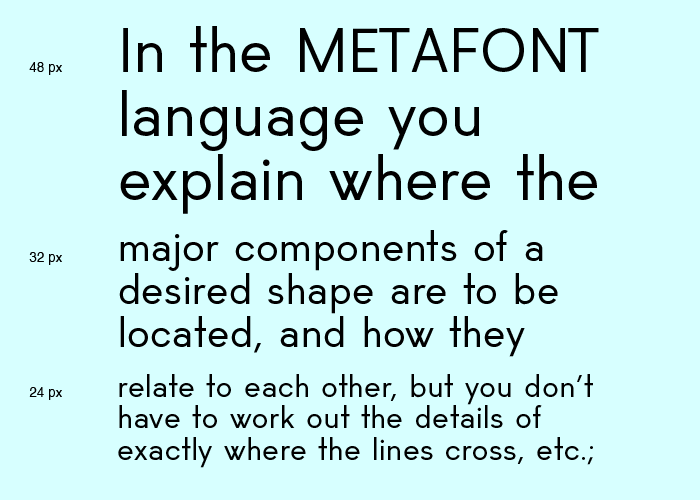 48 px
In the METAFONT
language you
explain where the
32 px
major components of a
desired shape are to be
located, and how they
24 px
relate to each other, but you don’t
have to work out the details of
exactly where the lines cross, etc.;